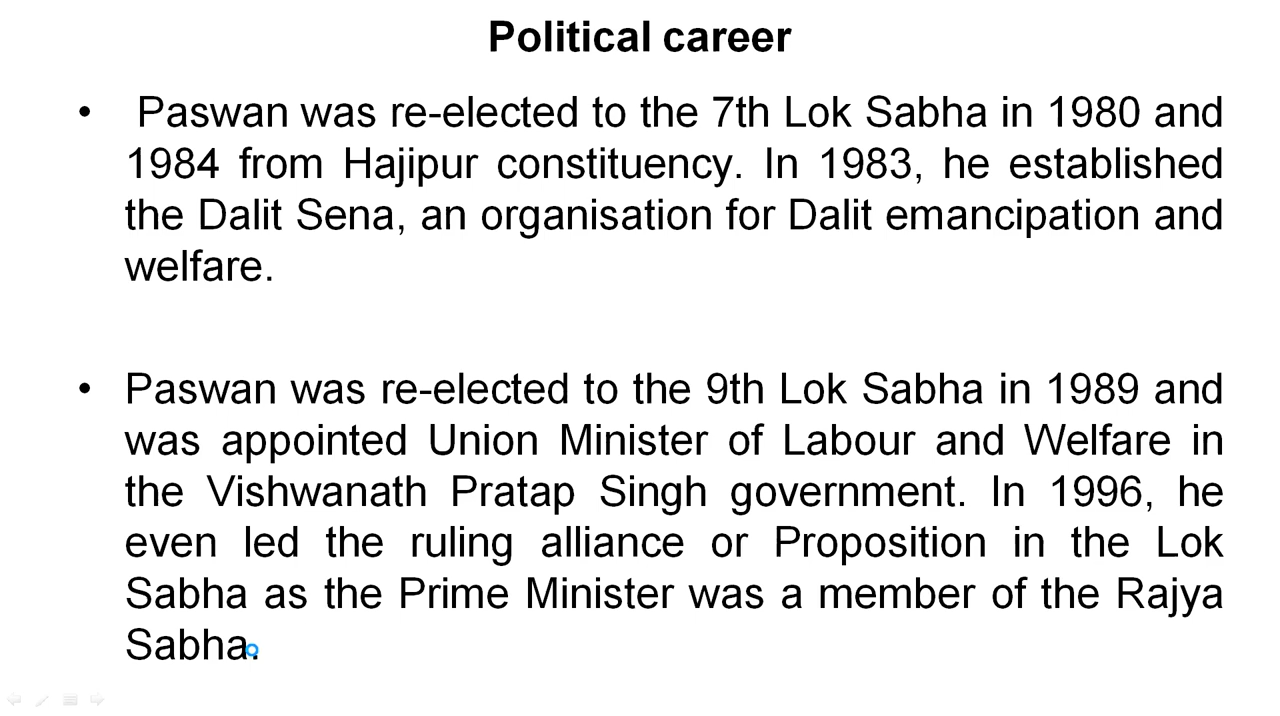 Political career
• Paswan was re-elected to the 7th Lok Sabha in 1980 and
1984 from Hajipur constituency. In 1983, he established
the Dalit Sena, an organisation for Dalit emancipation and
welfare.
• Paswan was re-elected to the 9th Lok Sabha in 1989 and
was appointed Union Minister of Labour and Welfare in
the Vishwanath Pratap Singh government. In 1996, he
even led the ruling alliance or Proposition in the Lok
Sabha as the Prime Minister was a member of the Rajya
Sabha.